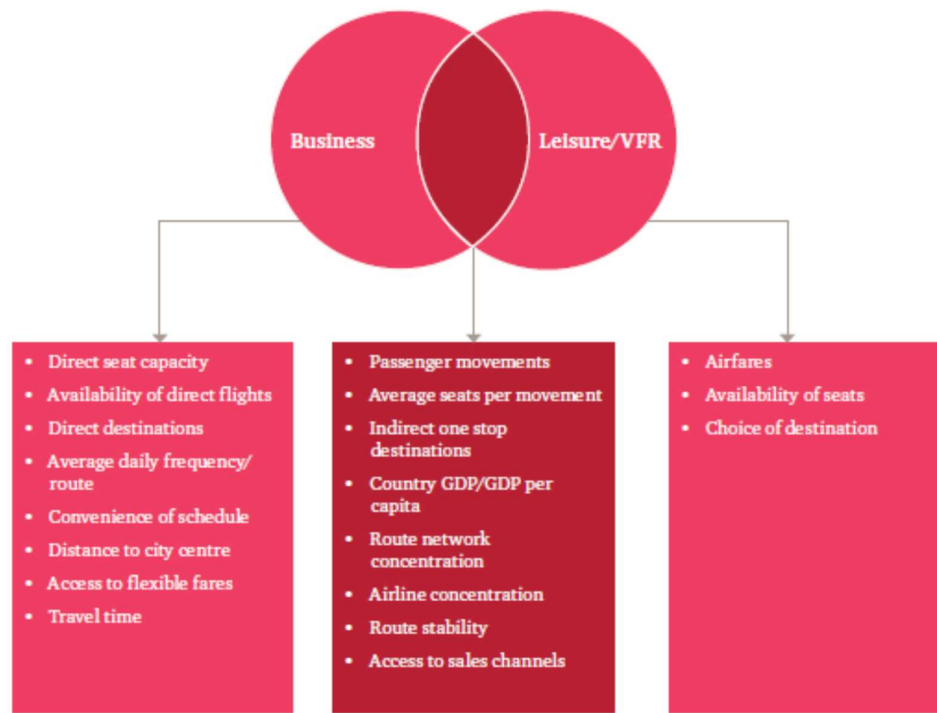 Business
Leisure/VFR
• Direct seat capacity
• Availability of direct flights
• Direct destinations
• Average daily frequency/
route
• Convenience of schedule
• Distance to city centre
• Access to flexible fares
• Travel time
• Passenger movements
• Average seats per movement
• Indirect one stop
destinations
• Country GDP/GDP per
capita
• Route network
concentration
• Airline concentration
• Route stability
• Access to sales channels
• Airfares
• Availability of seats
• Choice of destination